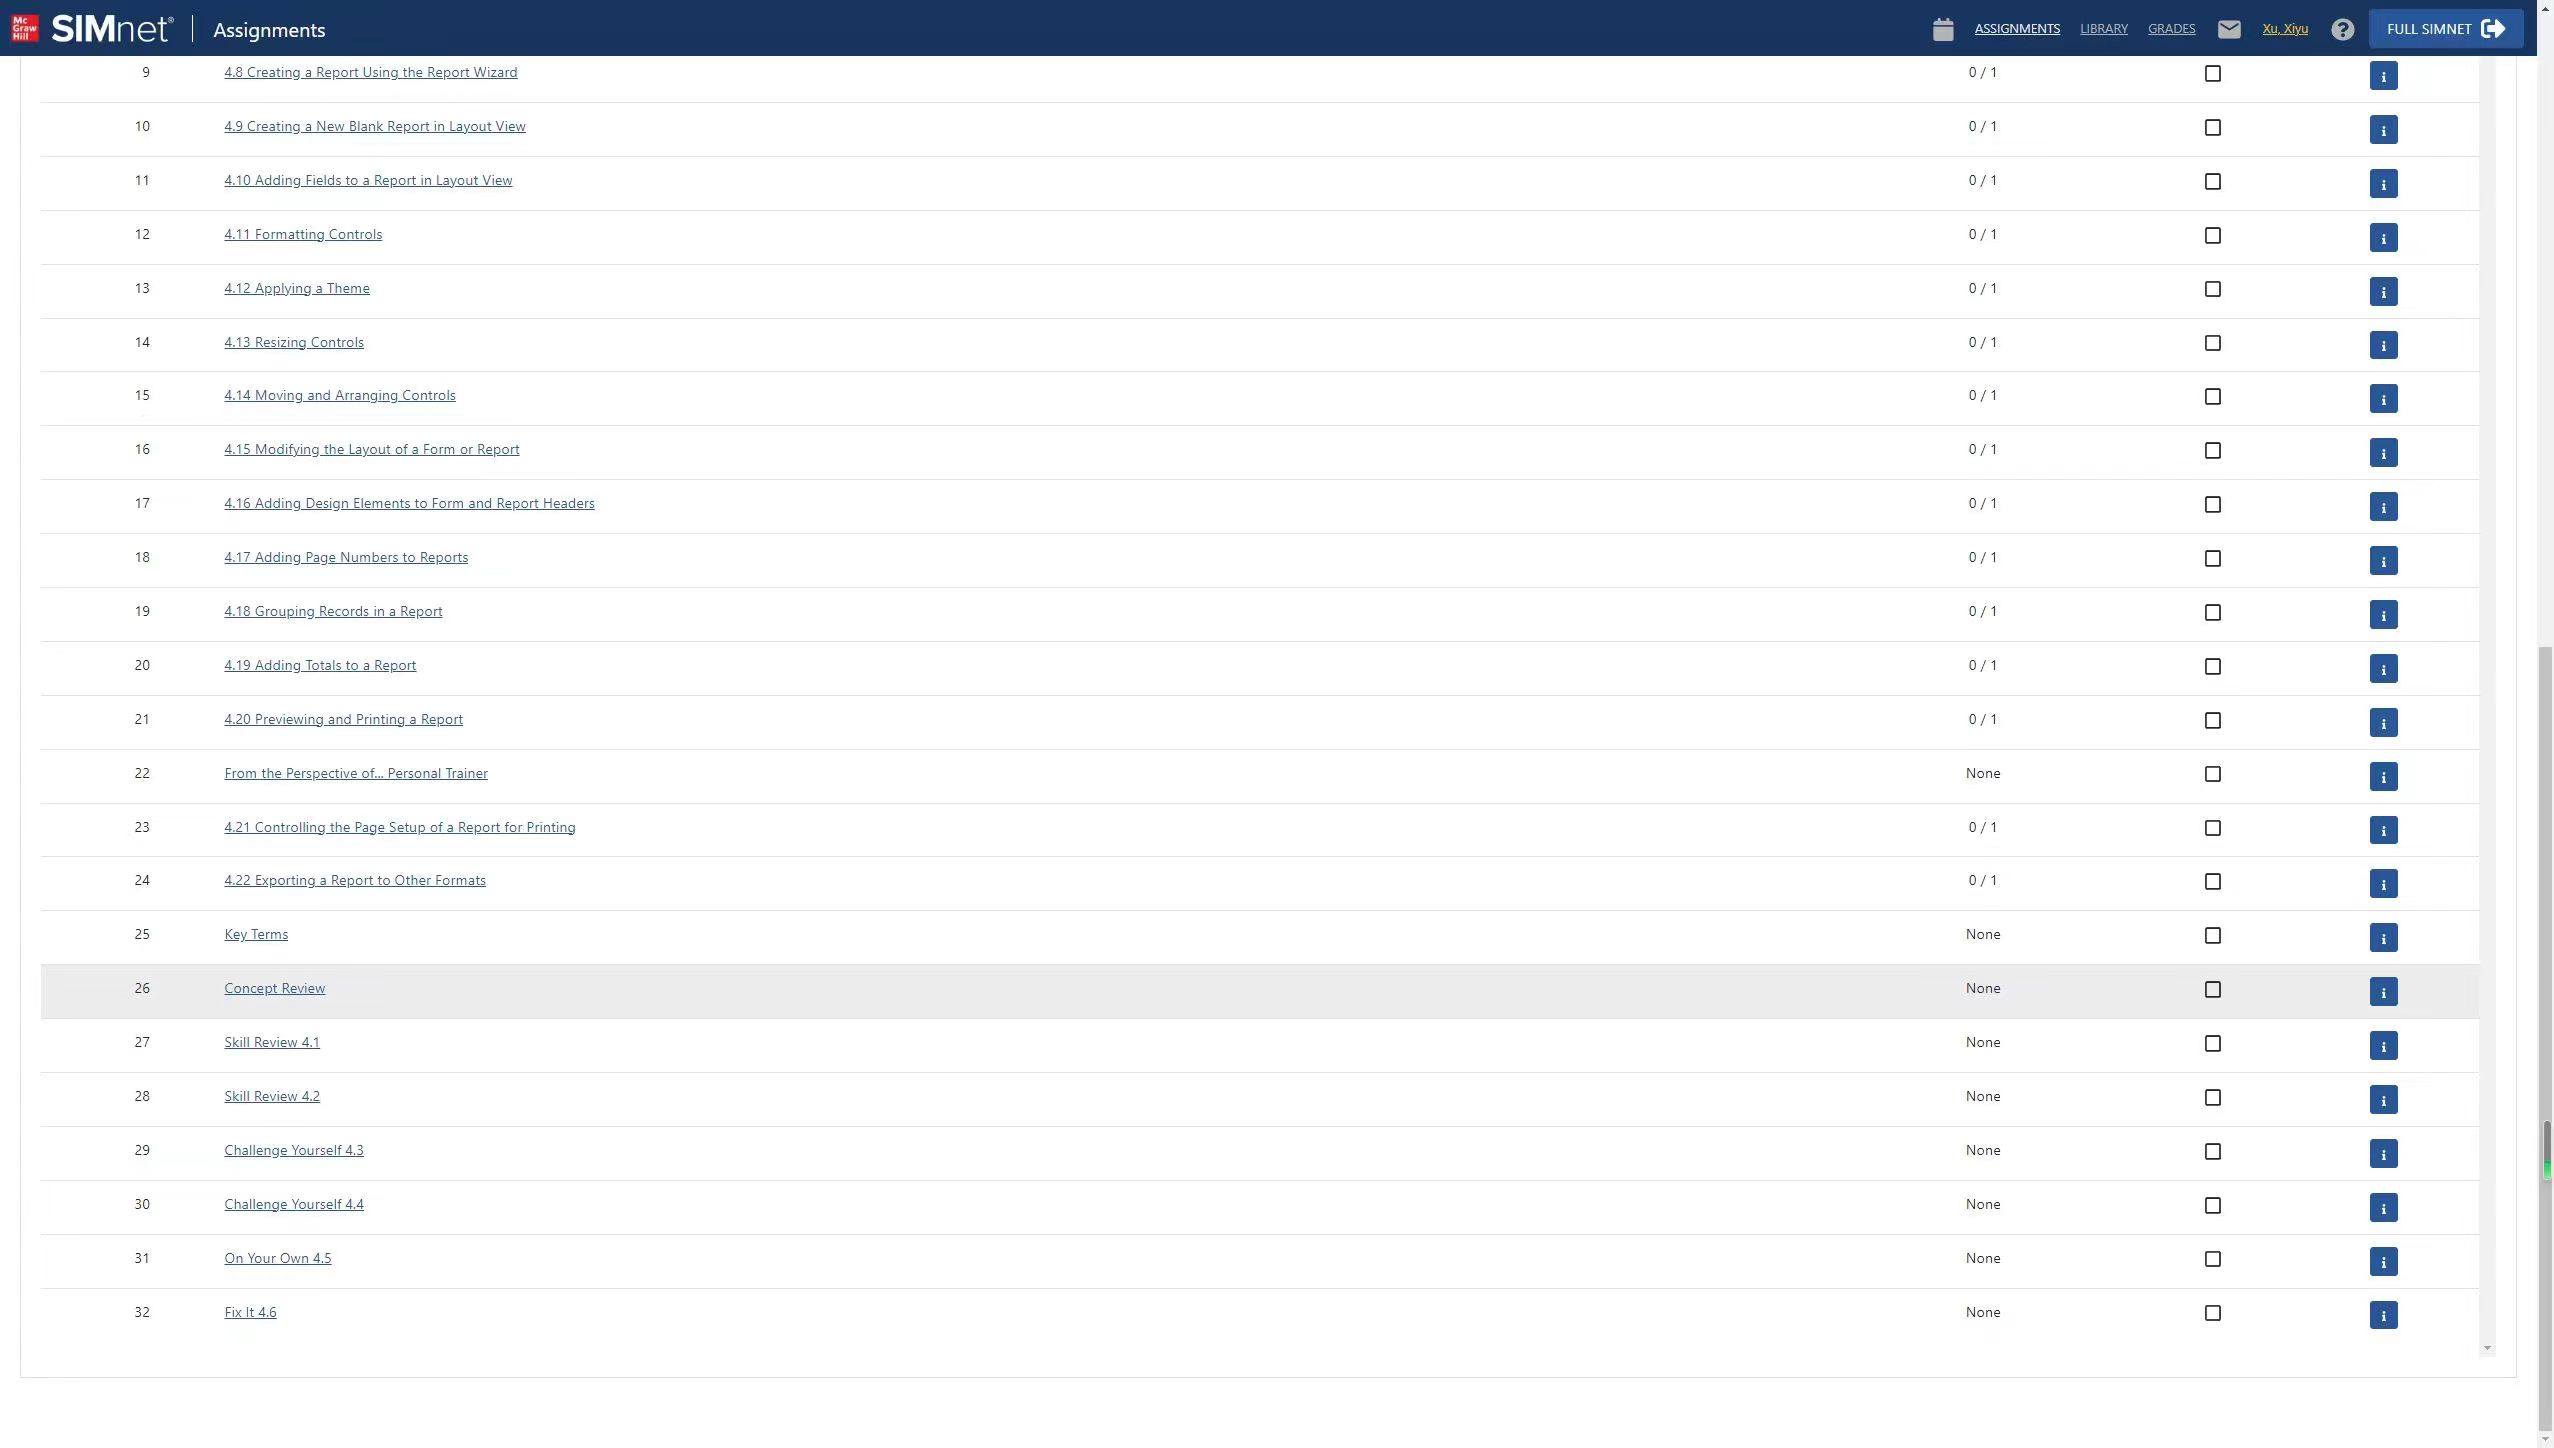 Mc Graw Hill SIMnet® Assignments ASSIGNMENTS LIBRARY GRADES Xu, Xiyu ? FULL SIMNET
9 4.8 Creating a Report Using the Report Wizard 0 / 1 i
10 4.9 Creating a New Blank Report in Layout View 0 / 1 i
11 4.10 Adding Fields to a Report in Layout View 0 / 1 i
12 4.11 Formatting Controls 0 / 1 i
13 4.12 Applying a Theme 0 / 1 i
14 4.13 Resizing Controls 0 / 1 i
15 4.14 Moving and Arranging Controls 0 / 1 i
16 4.15 Modifying the Layout of a Form or Report 0 / 1 i
17 4.16 Adding Design Elements to Form and Report Headers 0 / 1 i
18 4.17 Adding Page Numbers to Reports 0 / 1 i
19 4.18 Grouping Records in a Report 0 / 1 i
20 4.19 Adding Totals to a Report 0 / 1 i
21 4.20 Previewing and Printing a Report 0 / 1 i
22 From the Perspective of... Personal Trainer None i
23 4.21 Controlling the Page Setup of a Report for Printing 0 / 1 i
24 4.22 Exporting a Report to Other Formats 0 / 1 i
25 Key Terms None i
26 Concept Review None i
27 Skill Review 4.1 None i
28 Skill Review 4.2 None i
29 Challenge Yourself 4.3 None i
30 Challenge Yourself 4.4 None i
31 On Your Own 4.5 None i
32 Fix It 4.6 None i